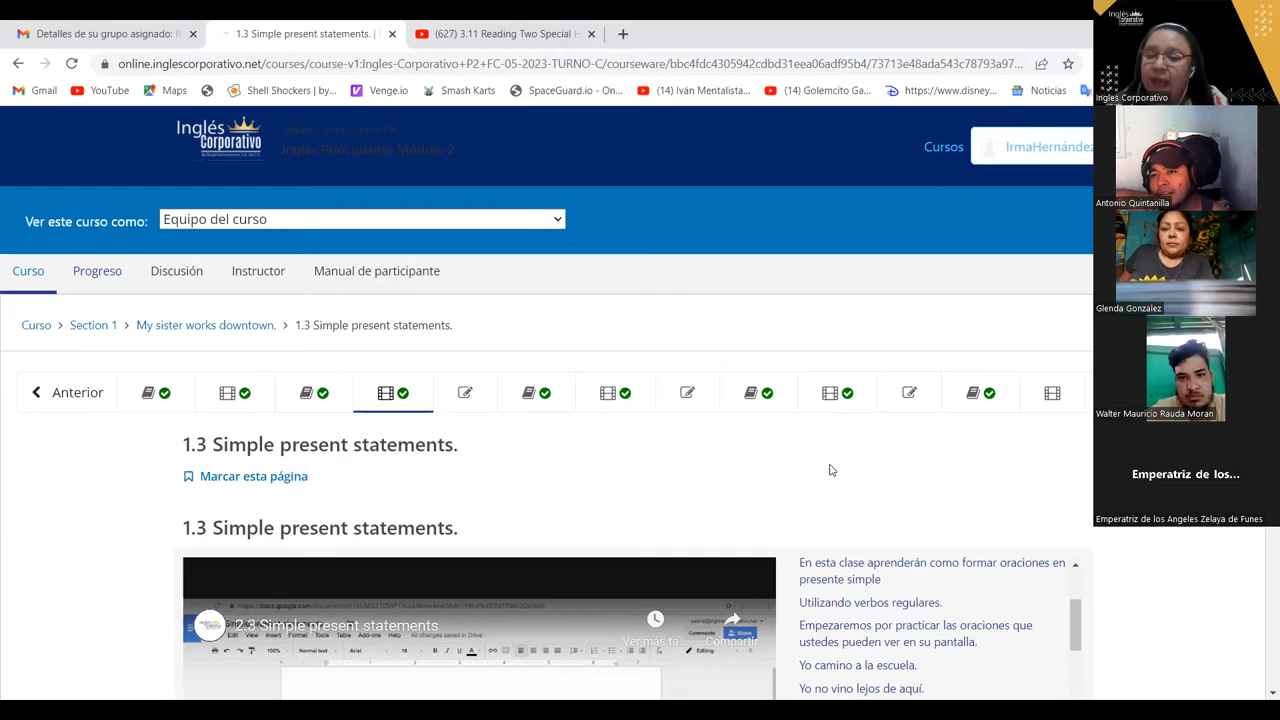 Detalles de su grupo asignado: I
1.3 Simple present statements. |
(627) 3.11 Reading Two Special H
online.inglescorporativo.net/courses/course-v1:Ingles-Corporativo+P2+FC-05-2023-TURNO-C/courseware/bbc4fdc4305942cdbd31eea06adf95b4/73713e48ada543c78793a97...
Gmail
YouTube
Maps
Shell Shockers | by...
Venge.io
Smash Karts
SpaceGuard.io - On...
(14) Iván Mentalista...
(14) Golemcito Ga...
https://www.disney...
Noticias
Inglés
Corporativo
Inglés Principiante Módulo 2
Cursos
IrmaHernández
Ver este curso como:
Equipo del curso
Curso
Progreso
Discusión
Instructor
Manual de participante
Curso > Section 1 > My sister works downtown. > 1.3 Simple present statements.
Anterior
1.3 Simple present statements.
Marcar esta página
1.3 Simple present statements.
2.3 Simple present statements
Ver más ta
Compartir
En esta clase aprenderán como formar oraciones en
presente simple
Utilizando verbos regulares.
Empezaremos por practicar las oraciones que
ustedes pueden ver en su pantalla.
Yo camino a la escuela.
Yo no vino lejos de aquí.
Inglés
Corporativo
Ingles Corporativo
Antonio Quintanilla
Glenda Gonzalez
Walter Mauricio Rauda Moran
Emperatriz de los...
Emperatriz de los Angeles Zelaya de Funes